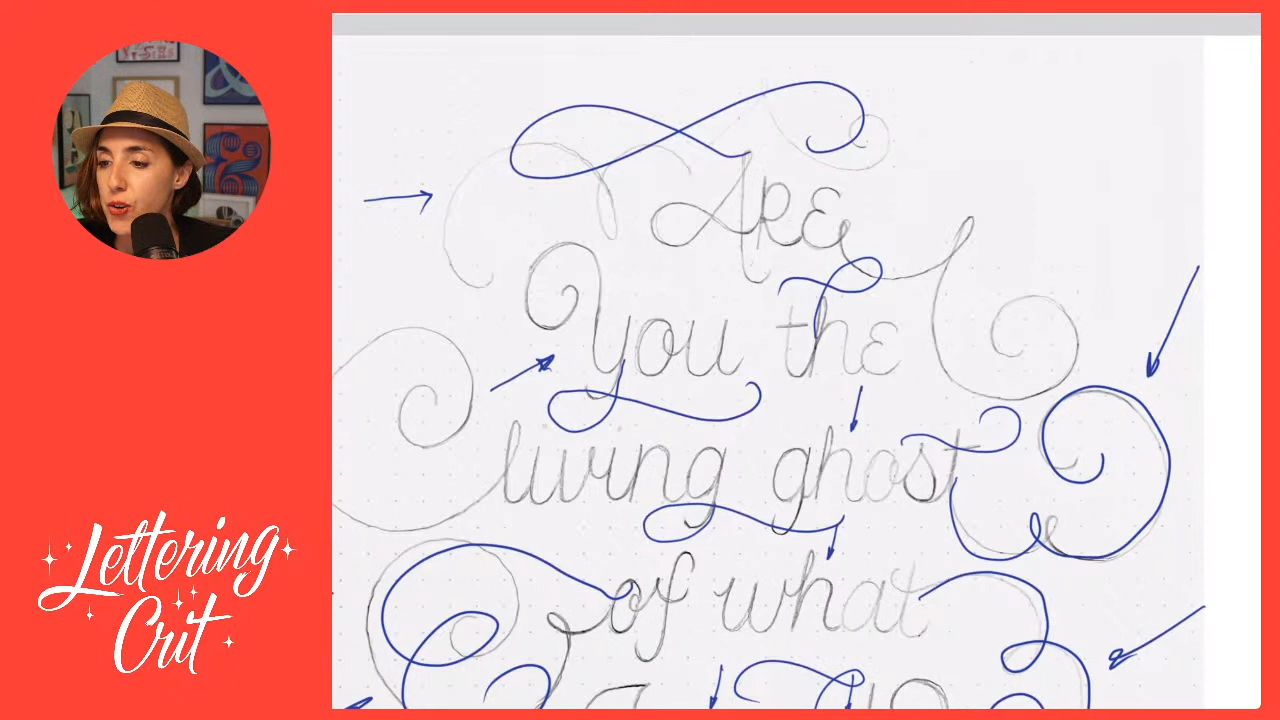 Are
You the
living ghost
of what
Lettering
Crit